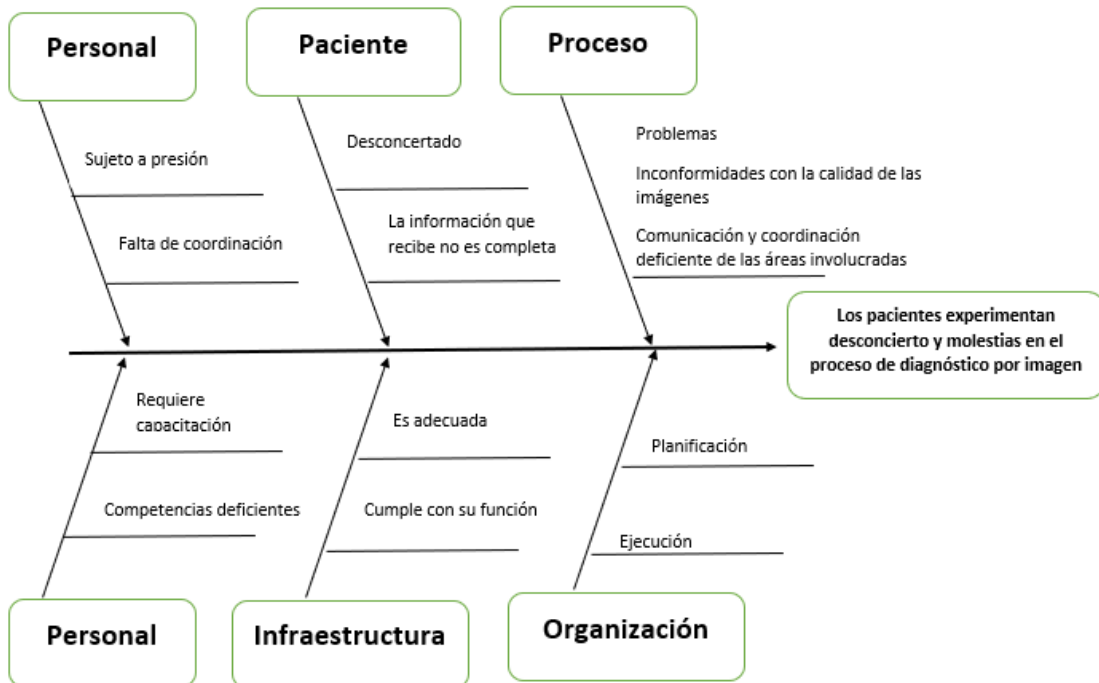 Personal
Paciente
Proceso
Sujeto a presión
Falta de coordinación
Desconcertado
La información que
recibe no es completa
Problemas
Inconformidades con la calidad de las
imágenes
Comunicación y coordinación
deficiente de las áreas involucradas
Los pacientes experimentan
desconcierto y molestias en el
proceso de diagnóstico por imagen
Requiere
capacitación
Competencias deficientes
Es adecuada
Cumple con su función
Planificación
Ejecución
Personal
Infraestructura
Organización